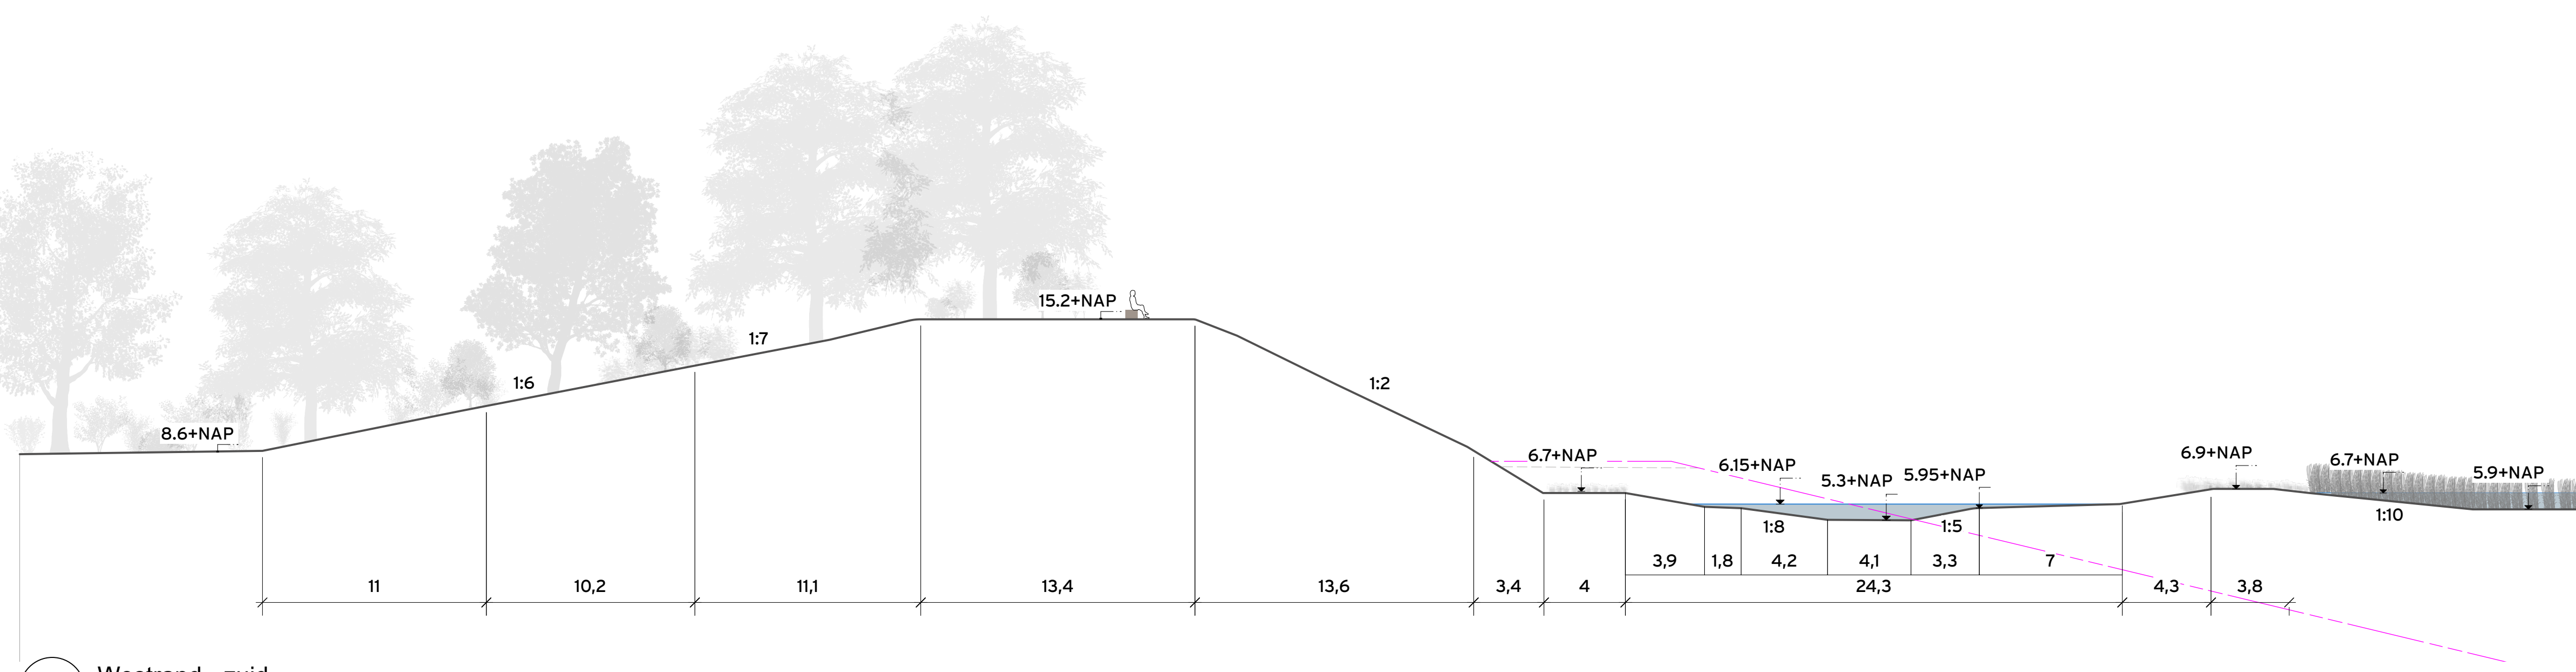 15.2+NAP
1:7
1:6
1:2
8.6+NAP
6.7+NAP
6.15+NAP
5.3+NAP
5.95+NAP
6.9+NAP
6.7+NAP
5.9+NAP
1:8
1:5
1:10
3,9
1,8
4,2
4,1
3,3
7
11
10,2
11,1
13,4
13,6
3,4
4
24,3
4,3
3,8